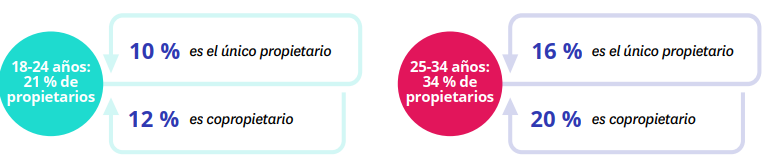 18-24 años:
21 % de
propietarios
10 % es el único propietario
12 % es copropietario
25-34 años:
34 % de
propietarios
16 % es el único propietario
20 % es copropietario